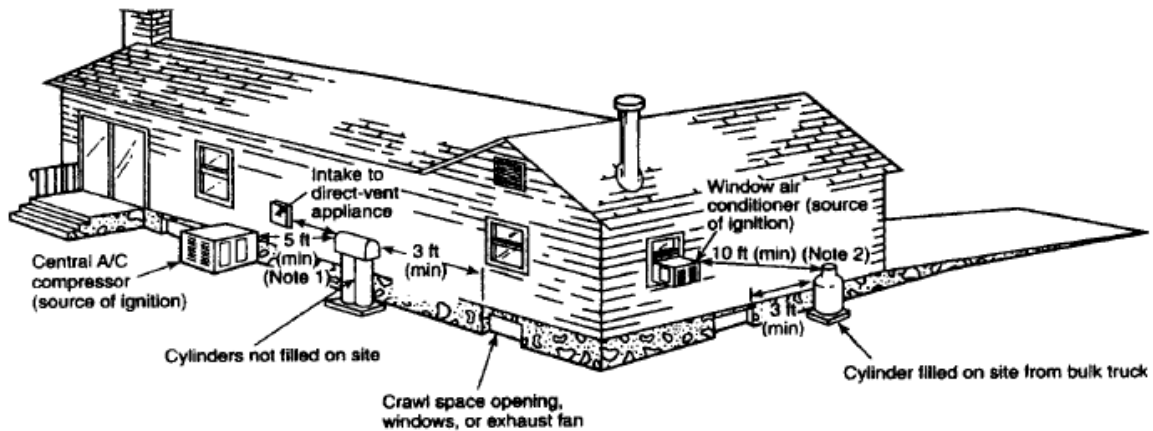 Intake to
direct-vent
appliance
Window air
conditioner (source
of ignition)
Central A/C
compressor
(source of ignition)
5 ft
(min)
(Note 1)
3 ft
(min)
10 ft (min) (Note 2)
3 ft
(min)
Cylinders not filled on site
Cylinder filled on site from bulk truck
Crawl space opening,
windows, or exhaust fan